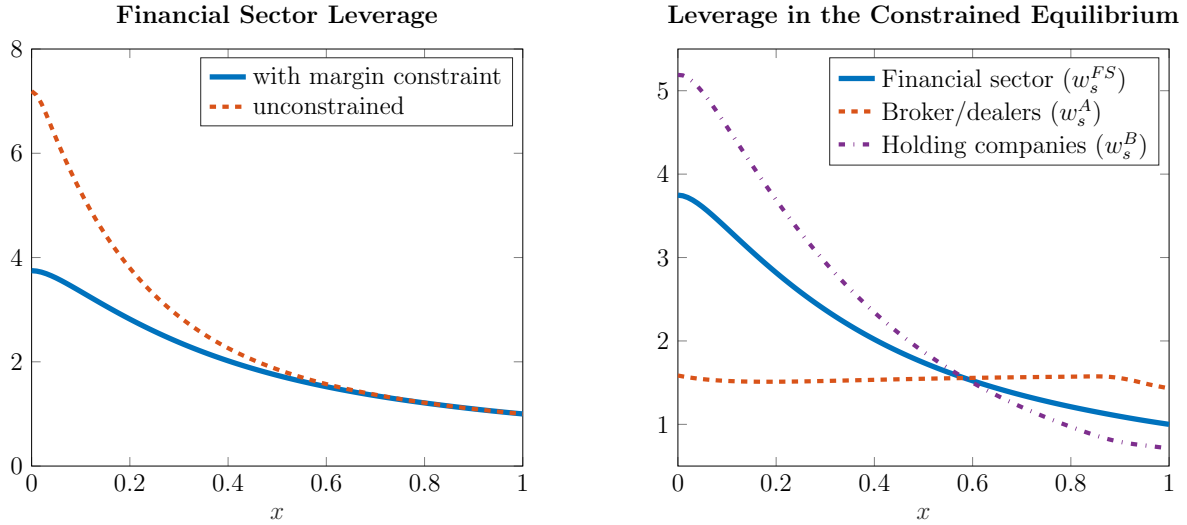 Financial Sector Leverage
8
6
4
2
0
0
0.2
0.4
0.6
0.8
1
x
with margin constraint
unconstrained
Leverage in the Constrained Equilibrium
5
4
3
2
1
0
0.2
0.4
0.6
0.8
1
x
Financial sector (w_s^{FS})
Broker/dealers (w_s^A)
Holding companies (w_s^B)